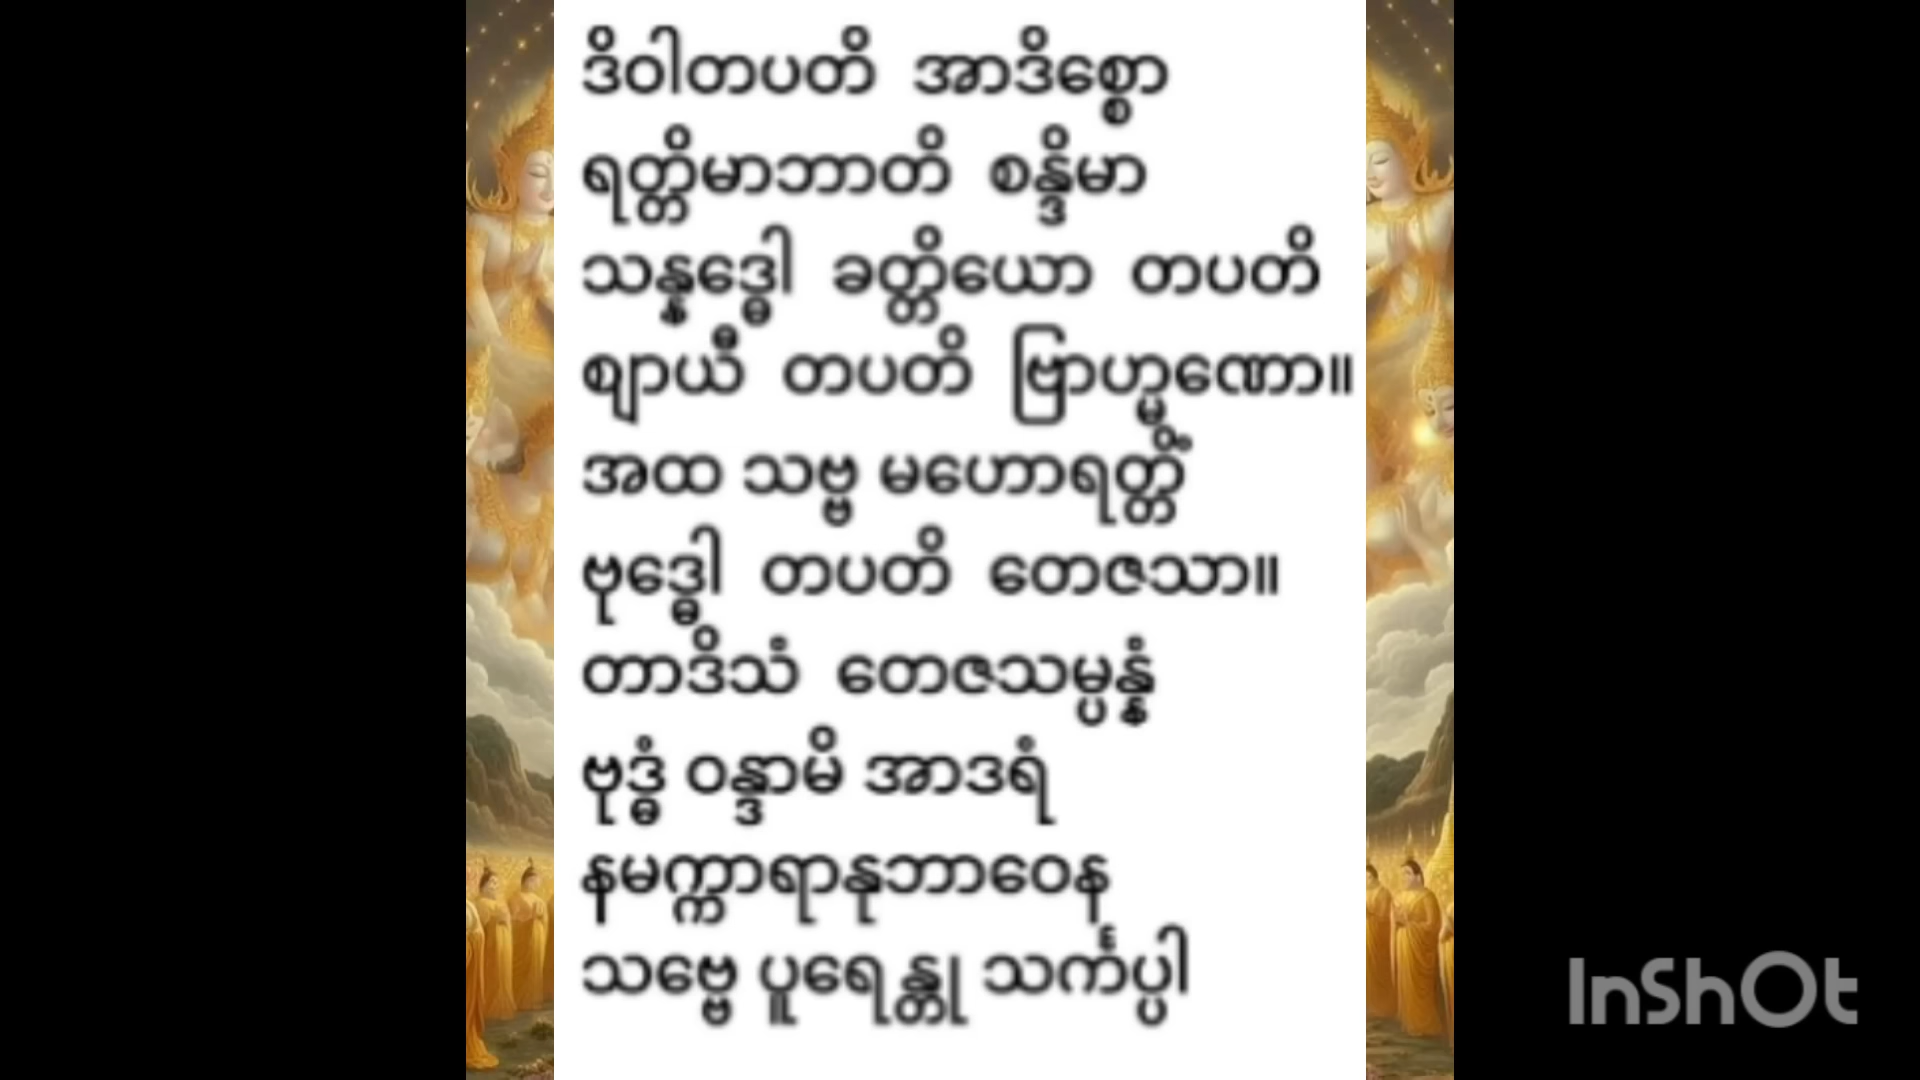 ဒိဝါတပတိ အာဒိစ္စော
ရတ္တိမာဘာတိ စန္ဒိမာ
သန္နဒ္ဓေါ ခတ္တိယော တပတိ
ဈာယီ တပတိ ဗြာဟ္မဏော။
အထ သဗ္ဗ မဟောရတ္တိံ
ဗုဒ္ဓေါ တပတိ တေဇသာ။
တာဒိသံ တေဇသမ္ပန္နံ
ဗုဒ္ဓံ ဝန္ဒာမိ အာဒရံ
နမက္ကာရာနုဘာဝေန
သဗ္ဗေ ပူရေန္တု သင်္ကပ္ပါ
InShOt